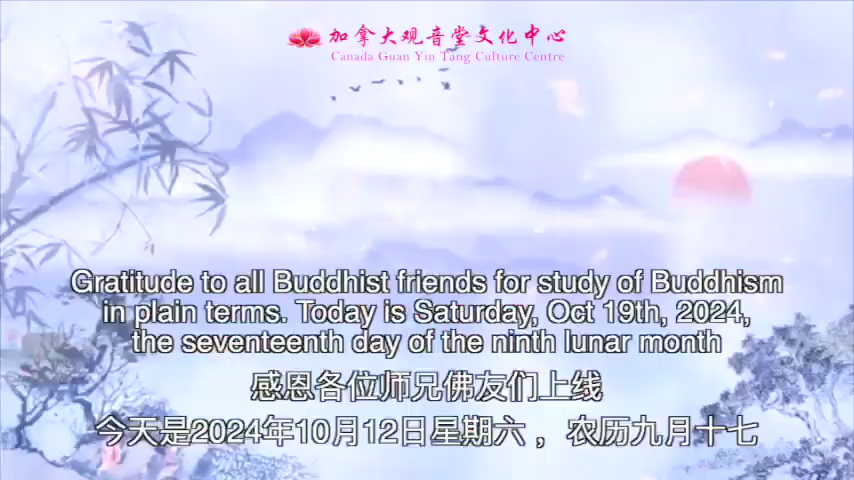 加拿大观音堂文化中心
Canada Guan Yin Tang Culture Centre
Gratitude to all Buddhist friends for study of Buddhism
in plain terms. Today is Saturday, Oct 19th, 2024,
the seventeenth day of the ninth lunar month
感恩各位师兄佛友们上线
今天是2024年10月12日星期六，农历九月十七